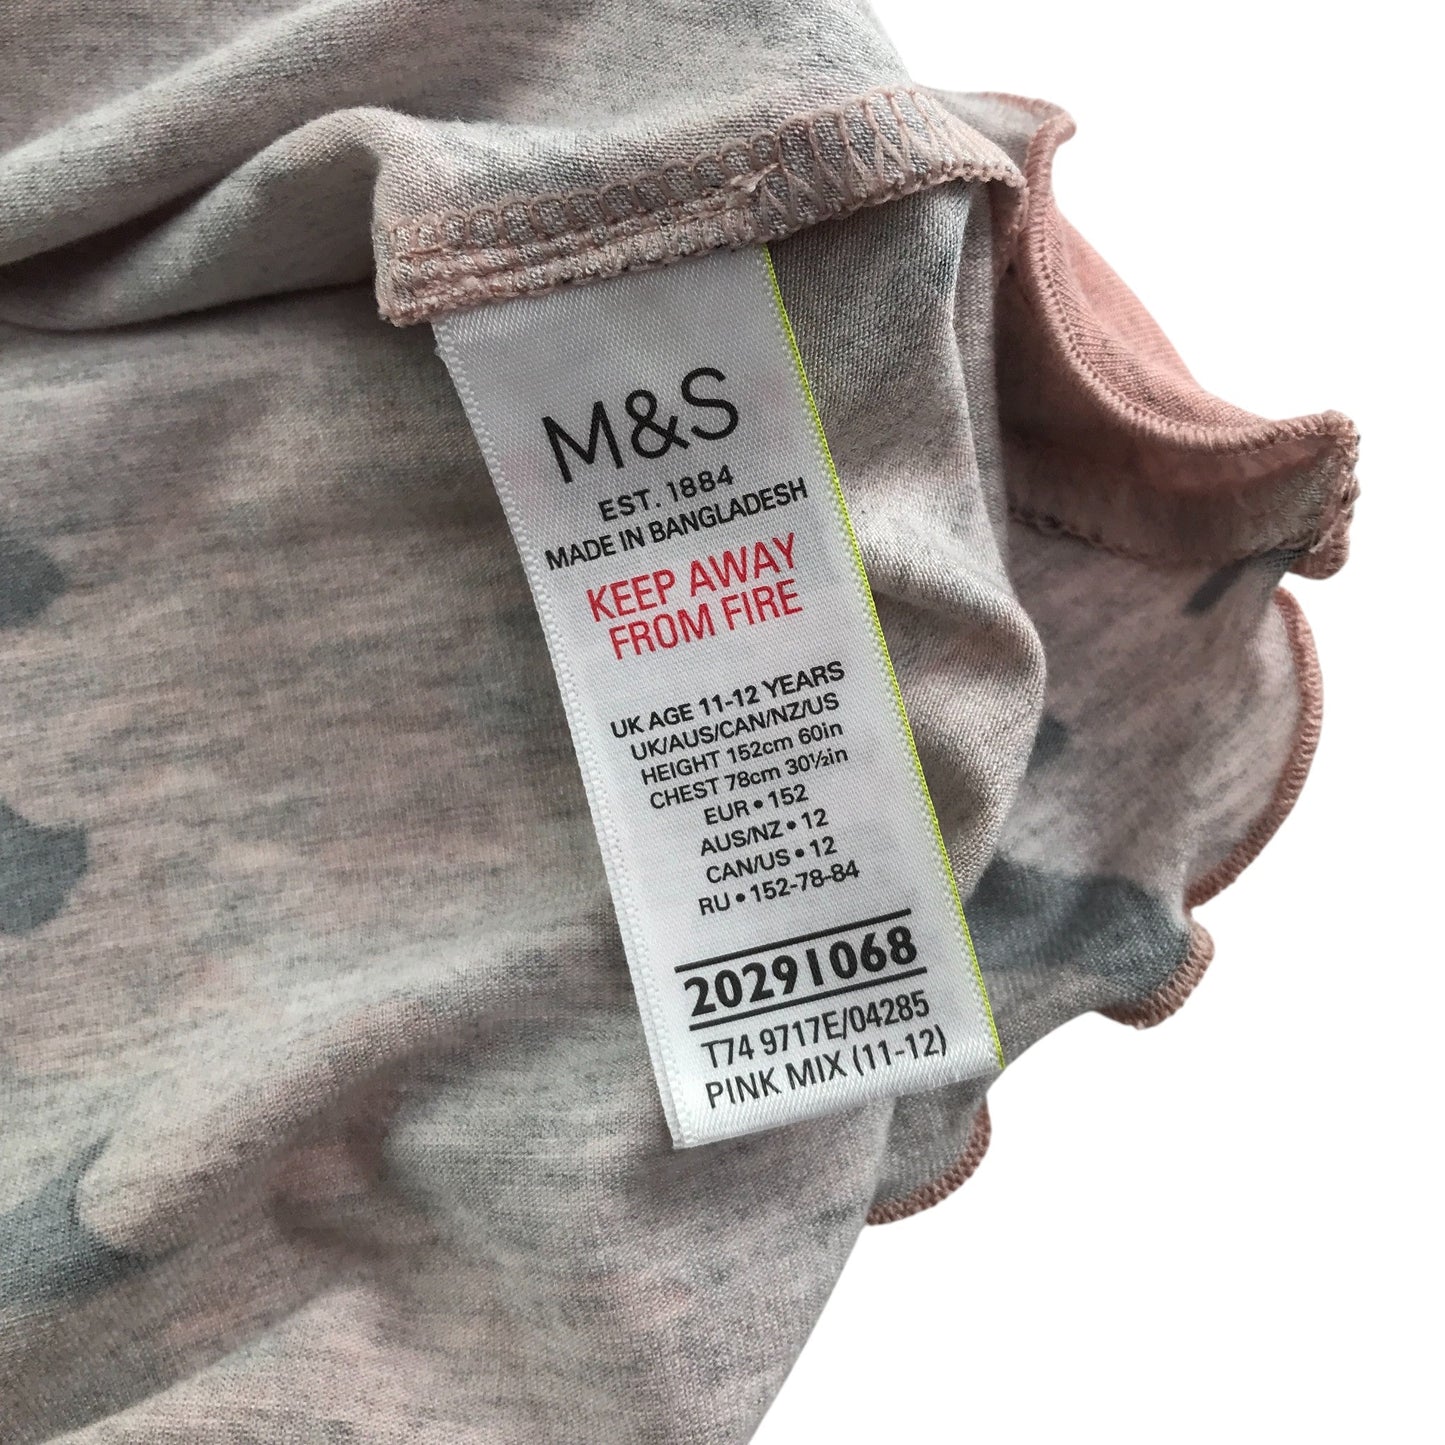 M&S
EST. 1884
MADE IN BANGLADESH
KEEP AWAY
FROM FIRE
UK AGE 11-12 YEARS
UK/AUS/CAN/NZ/US
HEIGHT 152cm 60in
CHEST 78cm 30½in
EUR • 152
AUS/NZ • 12
CAN/US • 12
RU • 152-78-84
20291068
T74 9717E/04285
PINK MIX (11-12)